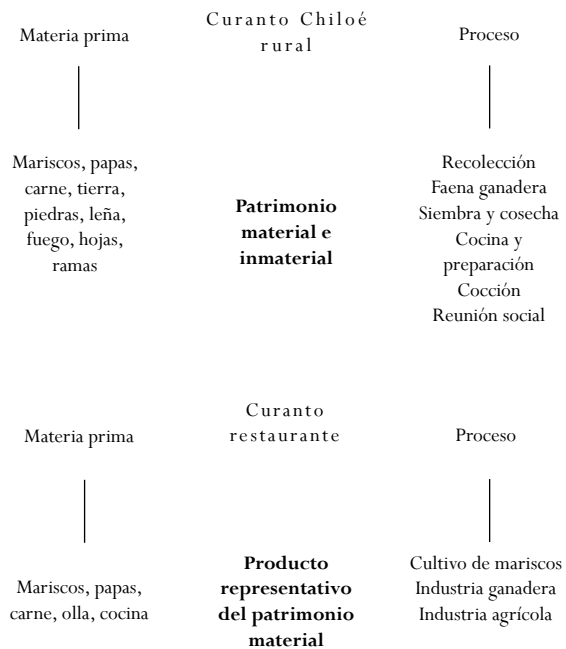 Materia prima
Curanto Chiloé
rural
Proceso
Mariscos, papas,
carne, tierra,
piedras, leña,
fuego, hojas,
ramas
Patrimonio
material e
inmaterial
Recolección
Faena ganadera
Siembra y cosecha
Cocina y
preparación
Cocción
Reunión social
Materia prima
Curanto
restaurante
Proceso
Mariscos, papas,
carne, olla, cocina
Producto
representativo
del patrimonio
material
Cultivo de mariscos
Industria ganadera
Industria agrícola